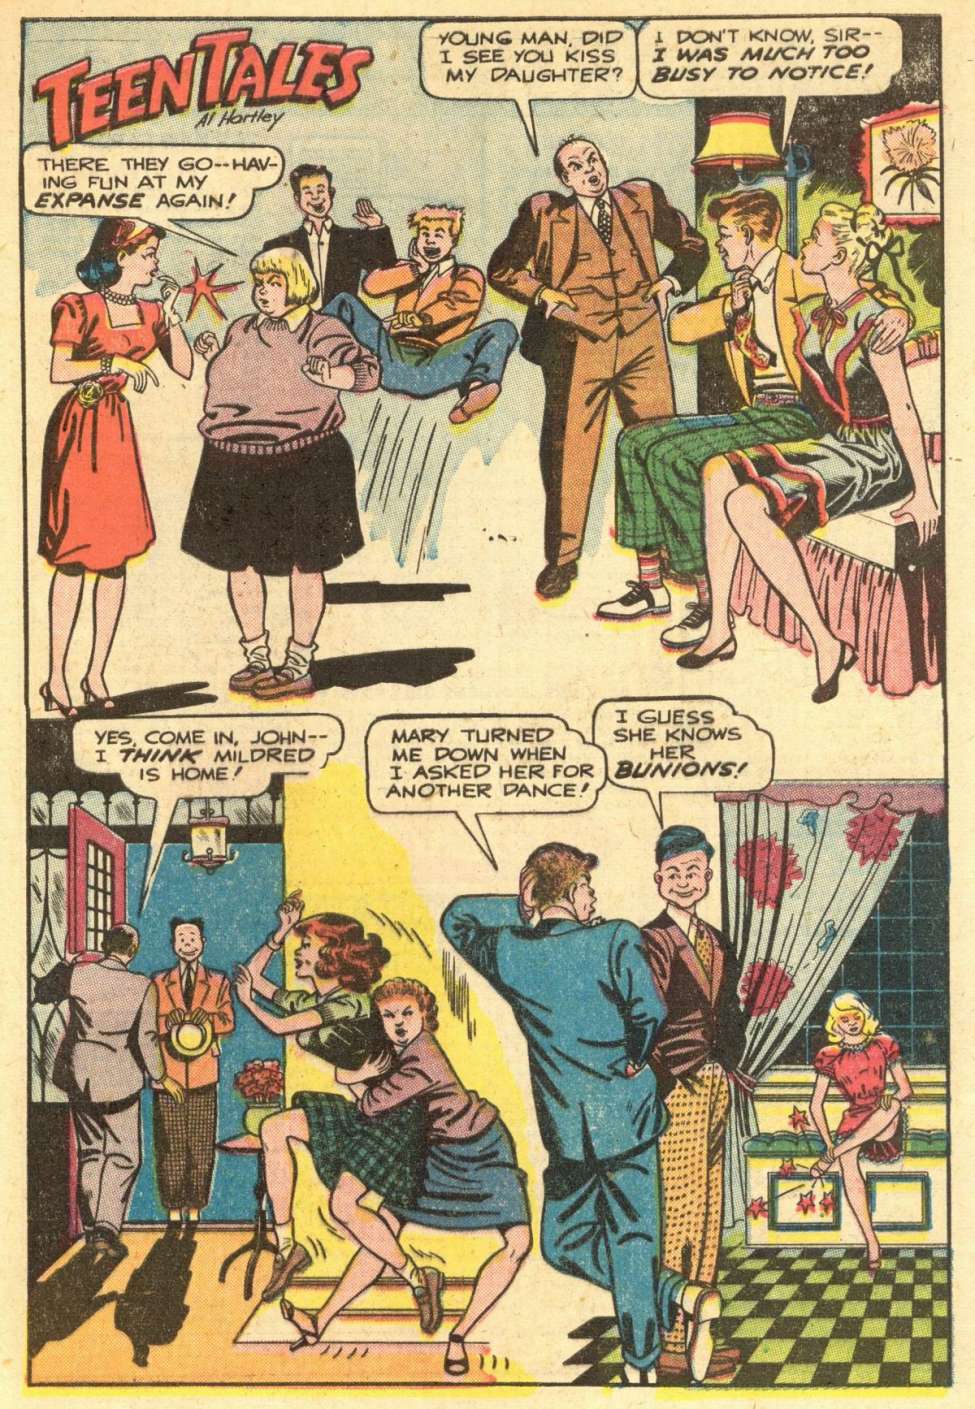 TEEN TALES
Al Hartley
THERE THEY GO--HAV-
ING FUN AT MY
EXPANSE AGAIN!
YOUNG MAN, DID
I SEE YOU KISS
MY DAUGHTER?
I DON'T KNOW, SIR--
I WAS MUCH TOO
BUSY TO NOTICE!
YES, COME IN, JOHN--
I THINK MILDRED
IS HOME!
MARY TURNED
ME DOWN WHEN
I ASKED HER FOR
ANOTHER DANCE!
I GUESS
SHE KNOWS
HER
BUNIONS!